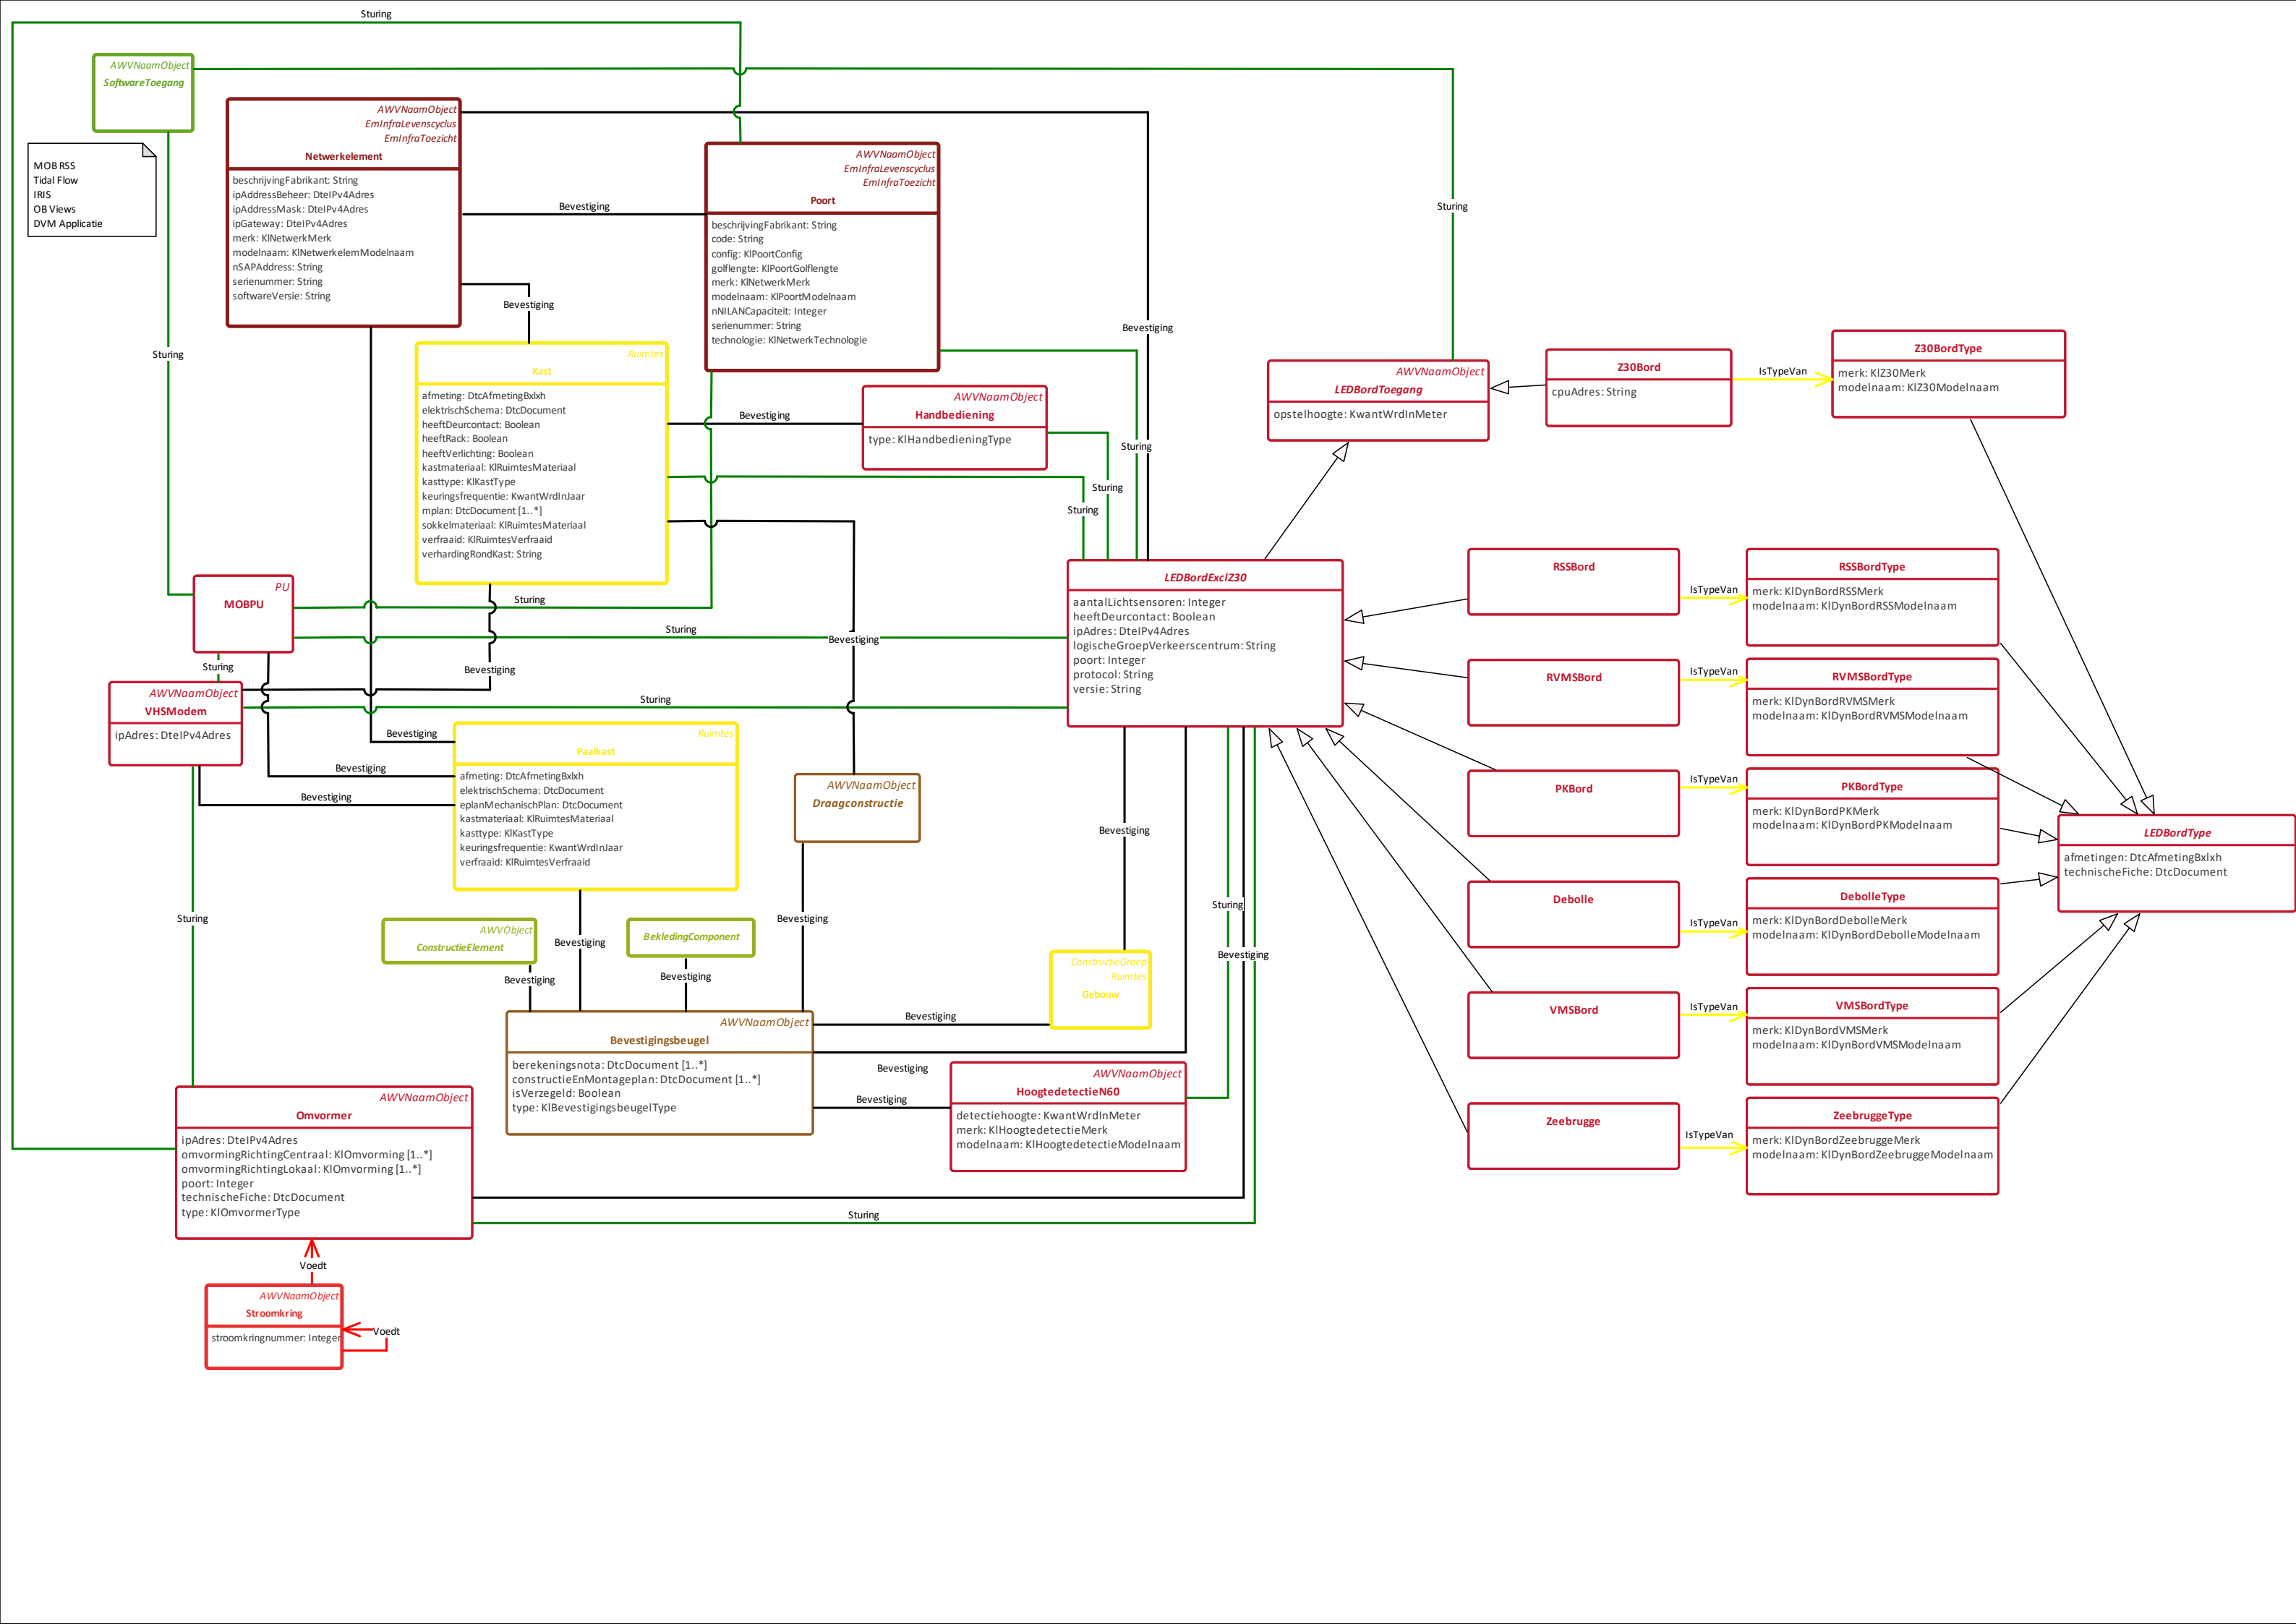 Sturing
AWVNaamObject
SoftwareToegang
MOB RSS
Tidal Flow
IRIS
OB Views
DVM Applicatie
AWVNaamObject
EmInfraLevenscyclus
EmInfraToezicht
Netwerkelement
beschrijvingFabrikant: String
ipAddressBeheer: DteIPv4Adres
ipAddressMask: DteIPv4Adres
ipGateway: DteIPv4Adres
merk: KlNetwerkMerk
modelnaam: KlNetwerkelemModelnaam
nSAPAddress: String
serienummer: String
softwareVersie: String
Bevestiging
AWVNaamObject
EmInfraLevenscyclus
EmInfraToezicht
Poort
beschrijvingFabrikant: String
code: String
config: KlPoortConfig
golflengte: KlPoortGolflengte
merk: KlNetwerkMerk
modelnaam: KlPoortModelnaam
nNILANCapaciteit: Integer
serienummer: String
technologie: KlNetwerkTechnologie
Sturing
Bevestiging
Bevestiging
Sturing
Ruimtes
Kast
afmeting: DtcAfmetingBxlxh
elektrischSchema: DtcDocument
heeftDeurcontact: Boolean
heeftRack: Boolean
heeftVerlichting: Boolean
kastmateriaal: KlRuimtesMateriaal
kasttype: KlKastType
keuringsfrequentie: KwantWrdInJaar
mplan: DtcDocument [1..*]
sokkelmateriaal: KlRuimtesMateriaal
verfraaid: KlRuimtesVerfraaid
verhardingRondKast: String
Bevestiging
AWVNaamObject
Handbediening
type: KlHandbedieningType
Sturing
Sturing
Sturing
AWVNaamObject
LEDBordToegang
opstelhoogte: KwantWrdInMeter
Z30Bord
cpuAdres: String
IsTypeVan
Z30BordType
merk: KlZ30Merk
modelnaam: KlZ30Modelnaam
PU
MOBPU
Sturing
Sturing
Bevestiging
Sturing
Bevestiging
AWVNaamObject
VHSModem
ipAdres: DteIPv4Adres
Sturing
Bevestiging
Bevestiging
Bevestiging
Ruimtes
Paalkast
afmeting: DtcAfmetingBxlxh
elektrischSchema: DtcDocument
eplanMechanischPlan: DtcDocument
kastmateriaal: KlRuimtesMateriaal
kasttype: KlKastType
keuringsfrequentie: KwantWrdInJaar
verfraaid: KlRuimtesVerfraaid
AWVNaamObject
Draagconstructie
LEDBordExclZ30
aantalLichtsensoren: Integer
heeftDeurcontact: Boolean
ipAdres: DteIPv4Adres
logischeGroepVerkeerscentrum: String
poort: Integer
protocol: String
versie: String
RSSBord
IsTypeVan
RSSBordType
merk: KlDynBordRSSMerk
modelnaam: KlDynBordRSSModelnaam
RVMSBord
IsTypeVan
RVMSBordType
merk: KlDynBordRVMSMerk
modelnaam: KlDynBordRVMSModelnaam
PKBord
IsTypeVan
PKBordType
merk: KlDynBordPKMerk
modelnaam: KlDynBordPKModelnaam
LEDBordType
afmetingen: DtcAfmetingBxlxh
technischeFiche: DtcDocument
Debolle
IsTypeVan
DebolleType
merk: KlDynBordDebolleMerk
modelnaam: KlDynBordDebolleModelnaam
VMSBord
IsTypeVan
VMSBordType
merk: KlDynBordVMSMerk
modelnaam: KlDynBordVMSModelnaam
Zeebrugge
IsTypeVan
ZeebruggeType
merk: KlDynBordZeebruggeMerk
modelnaam: KlDynBordZeebruggeModelnaam
Bevestiging
Sturing
Bevestiging
Sturing
AWVObject
ConstructieElement
Bevestiging
Bevestiging
BekledingComponent
Bevestiging
Bevestiging
ConstructieGroep
Ruimtes
Gebouw
Bevestiging
AWVNaamObject
Bevestigingsbeugel
berekeningsnota: DtcDocument [1..*]
constructieEnMontageplan: DtcDocument [1..*]
isVerzegeld: Boolean
type: KlBevestigingsbeugelType
Bevestiging
Bevestiging
AWVNaamObject
HoogtedetectieN60
detectiehoogte: KwantWrdInMeter
merk: KlHoogtedetectieMerk
modelnaam: KlHoogtedetectieModelnaam
AWVNaamObject
Omvormer
ipAdres: DteIPv4Adres
omvormingRichtingCentraal: KlOmvorming [1..*]
omvormingRichtingLokaal: KlOmvorming [1..*]
poort: Integer
technischeFiche: DtcDocument
type: KlOmvormerType
Sturing
Voedt
AWVNaamObject
Stroomkring
stroomkringnummer: Integer
Voedt